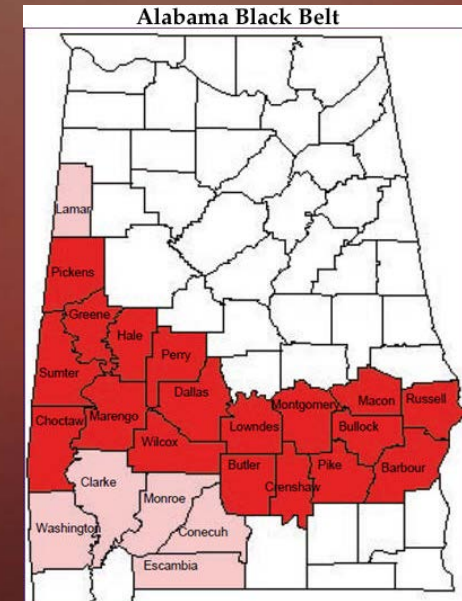 Alabama Black Belt
Lamar
Pickens
Greene
Hale
Sumter
Perry
Dallas
Choctaw
Marengo
Wilcox
Lowndes
Montgomery
Macon
Russell
Bullock
Butler
Crenshaw
Pike
Barbour
Clarke
Monroe
Washington
Conecuh
Escambia